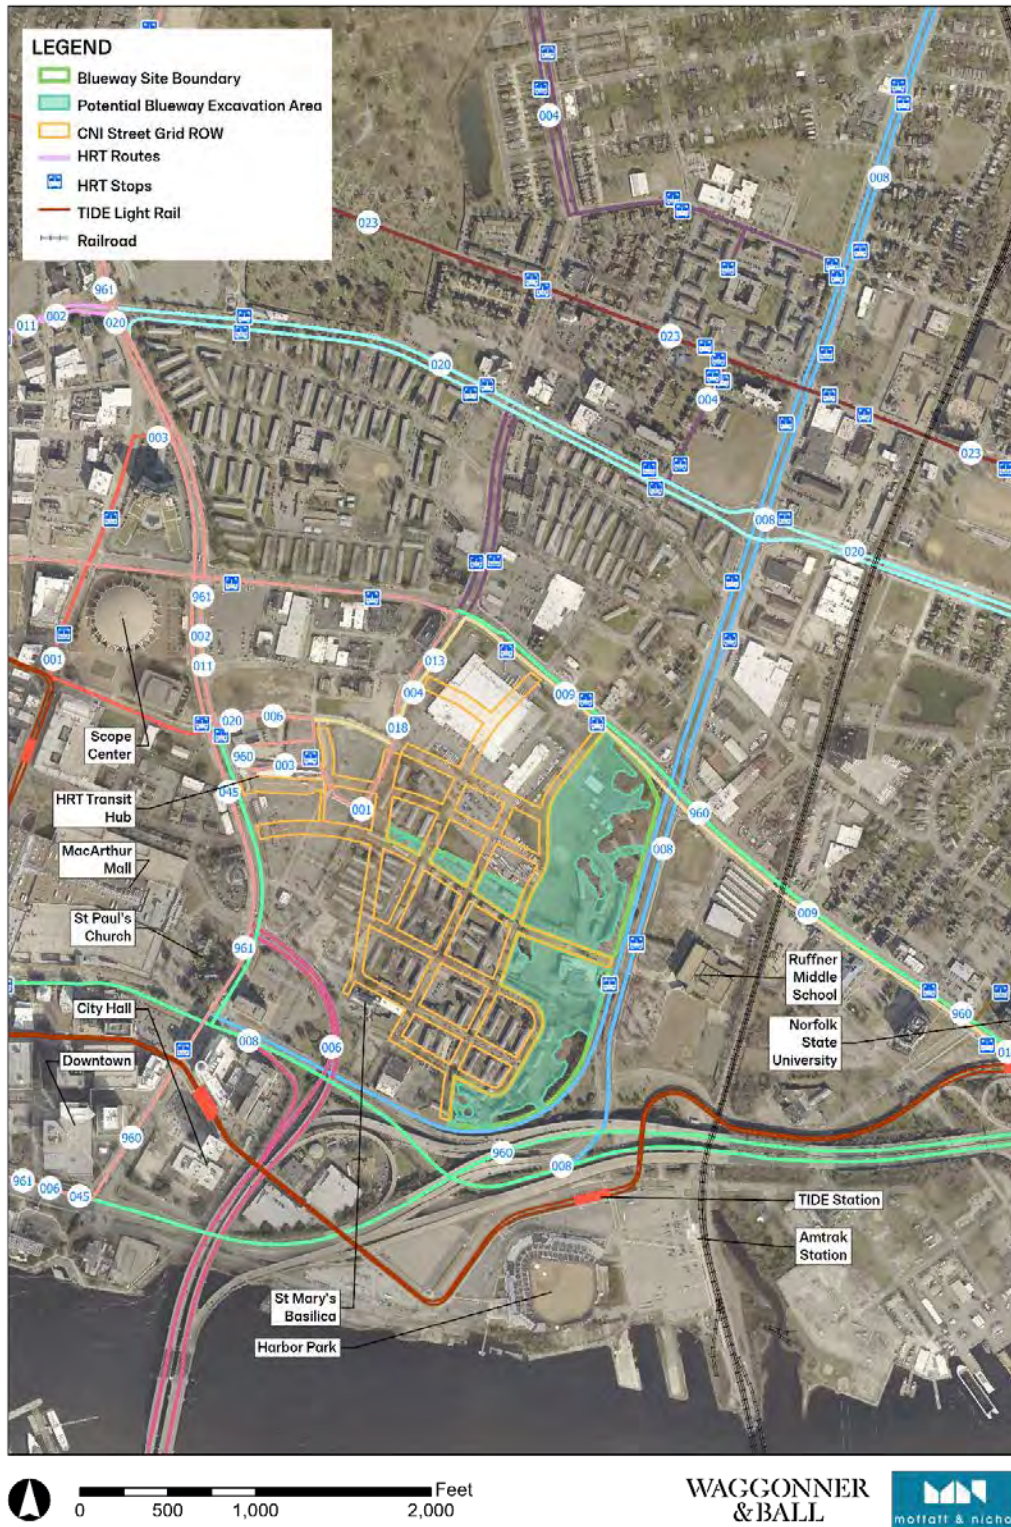 LEGEND
Blueway Site Boundary
Potential Blueway Excavation Area
CNI Street Grid ROW
HRT Routes
HRT Stops
TIDE Light Rail
Railroad
004
008
023
961
002
011
020
023
020
004
003
023
008
020
961
002
011
001
013
004
009
018
020
006
Scope
Center
960
003
HRT Transit
Hub
045
001
960
MacArthur
Mall
008
St Paul's
Church
009
961
Ruffner
Middle
School
City Hall
960
Norfolk
State
University
008
006
01
Downtown
960
960
008
961
006
045
TIDE Station
Amtrak
Station
St Mary's
Basilica
Harbor Park
Feet
0
500
1,000
2,000
WAGGONNER
&BALL
moffatt & nicho